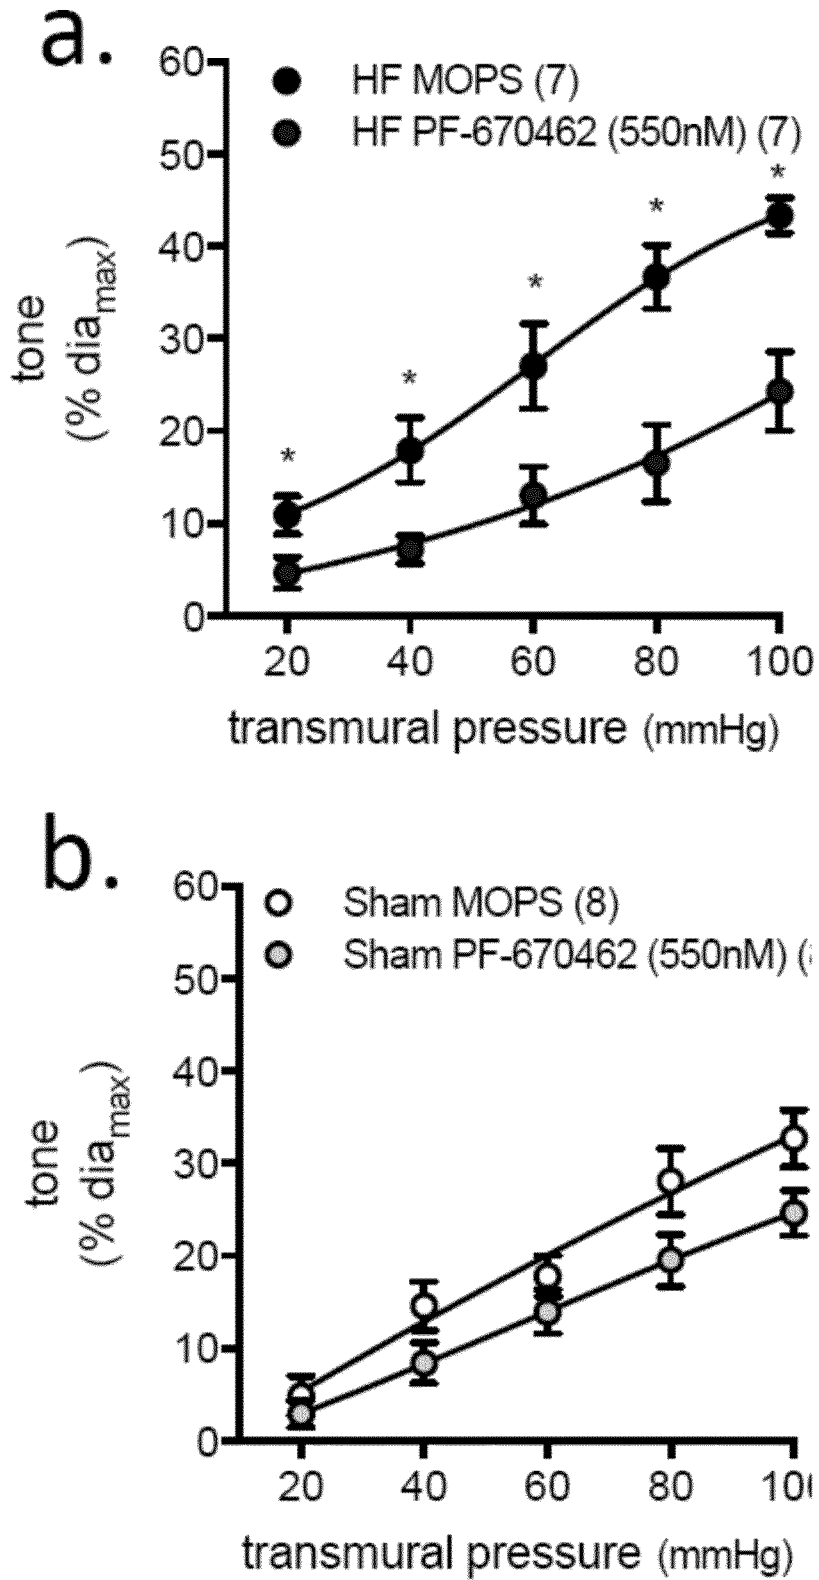 a.
60
HF MOPS (7)
HF PF-670462 (550nM) (7)
50
*
*
40
*
30
*
20
*
10
0
tone
(% diamax)
20 40 60 80 100
transmural pressure (mmHg)
b.
60
Sham MOPS (8)
Sham PF-670462 (550nM) (
50
40
30
20
10
0
tone
(% diamax)
20 40 60 80
transmural pressure (mmHg)